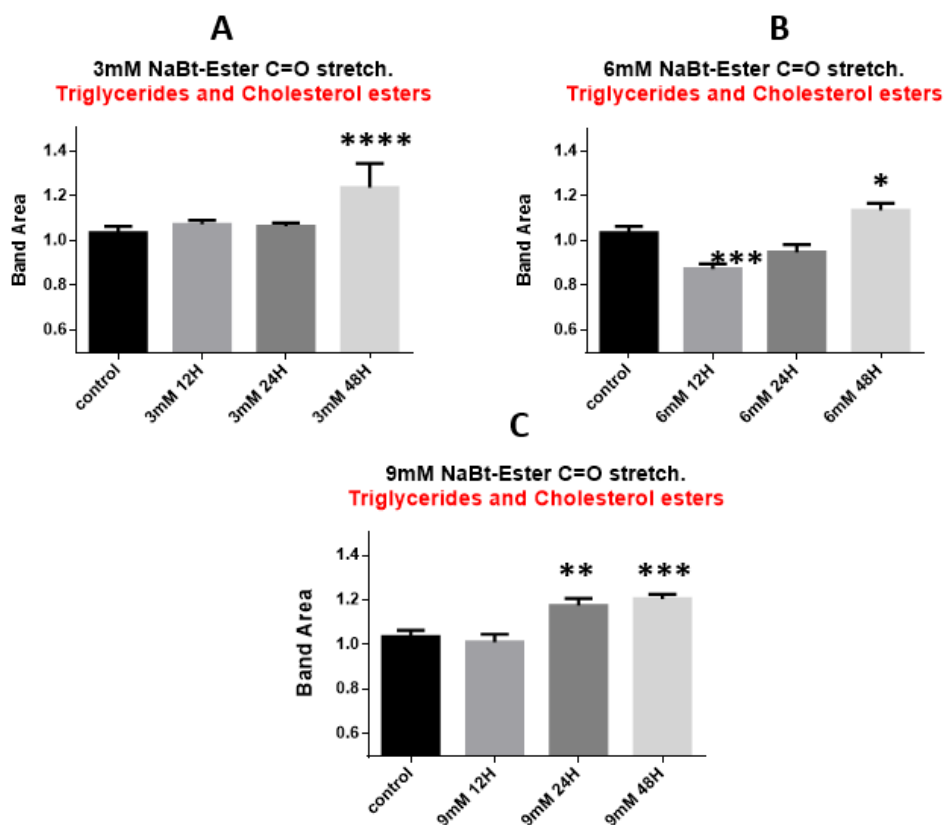 A
3mM NaBt-Ester C=O stretch.
Triglycerides and Cholesterol esters
****
1.4
1.2
1.0
0.8
0.6
Band Area
control
3mM 12H
3mM 24H
3mM 48H
B
6mM NaBt-Ester C=O stretch.
Triglycerides and Cholesterol esters
*
***
1.4
1.2
1.0
0.8
0.6
Band Area
control
6mM 12H
6mM 24H
6mM 48H
C
9mM NaBt-Ester C=O stretch.
Triglycerides and Cholesterol esters
** ***
1.4
1.2
1.0
0.8
0.6
Band Area
control
9mM 12H
9mM 24H
9mM 48H